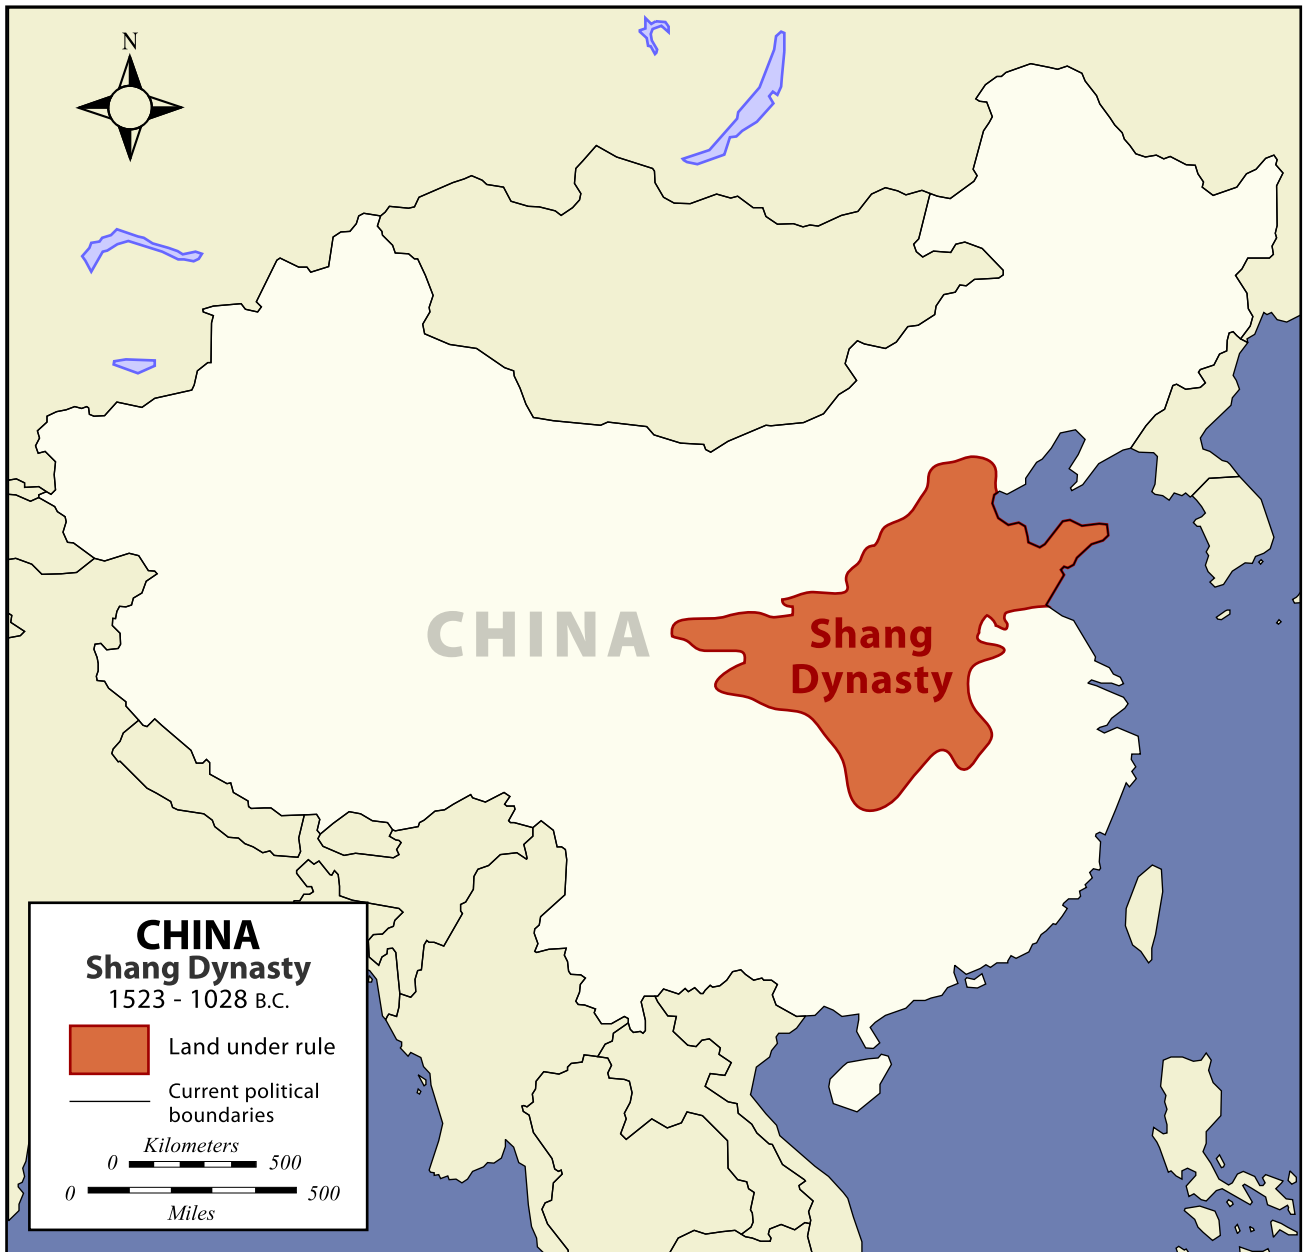 N
CHINA
Shang
Dynasty
CHINA
Shang Dynasty
1523 - 1028 B.C.
Land under rule
Current political
boundaries
Kilometers
0 500
0 500
Miles